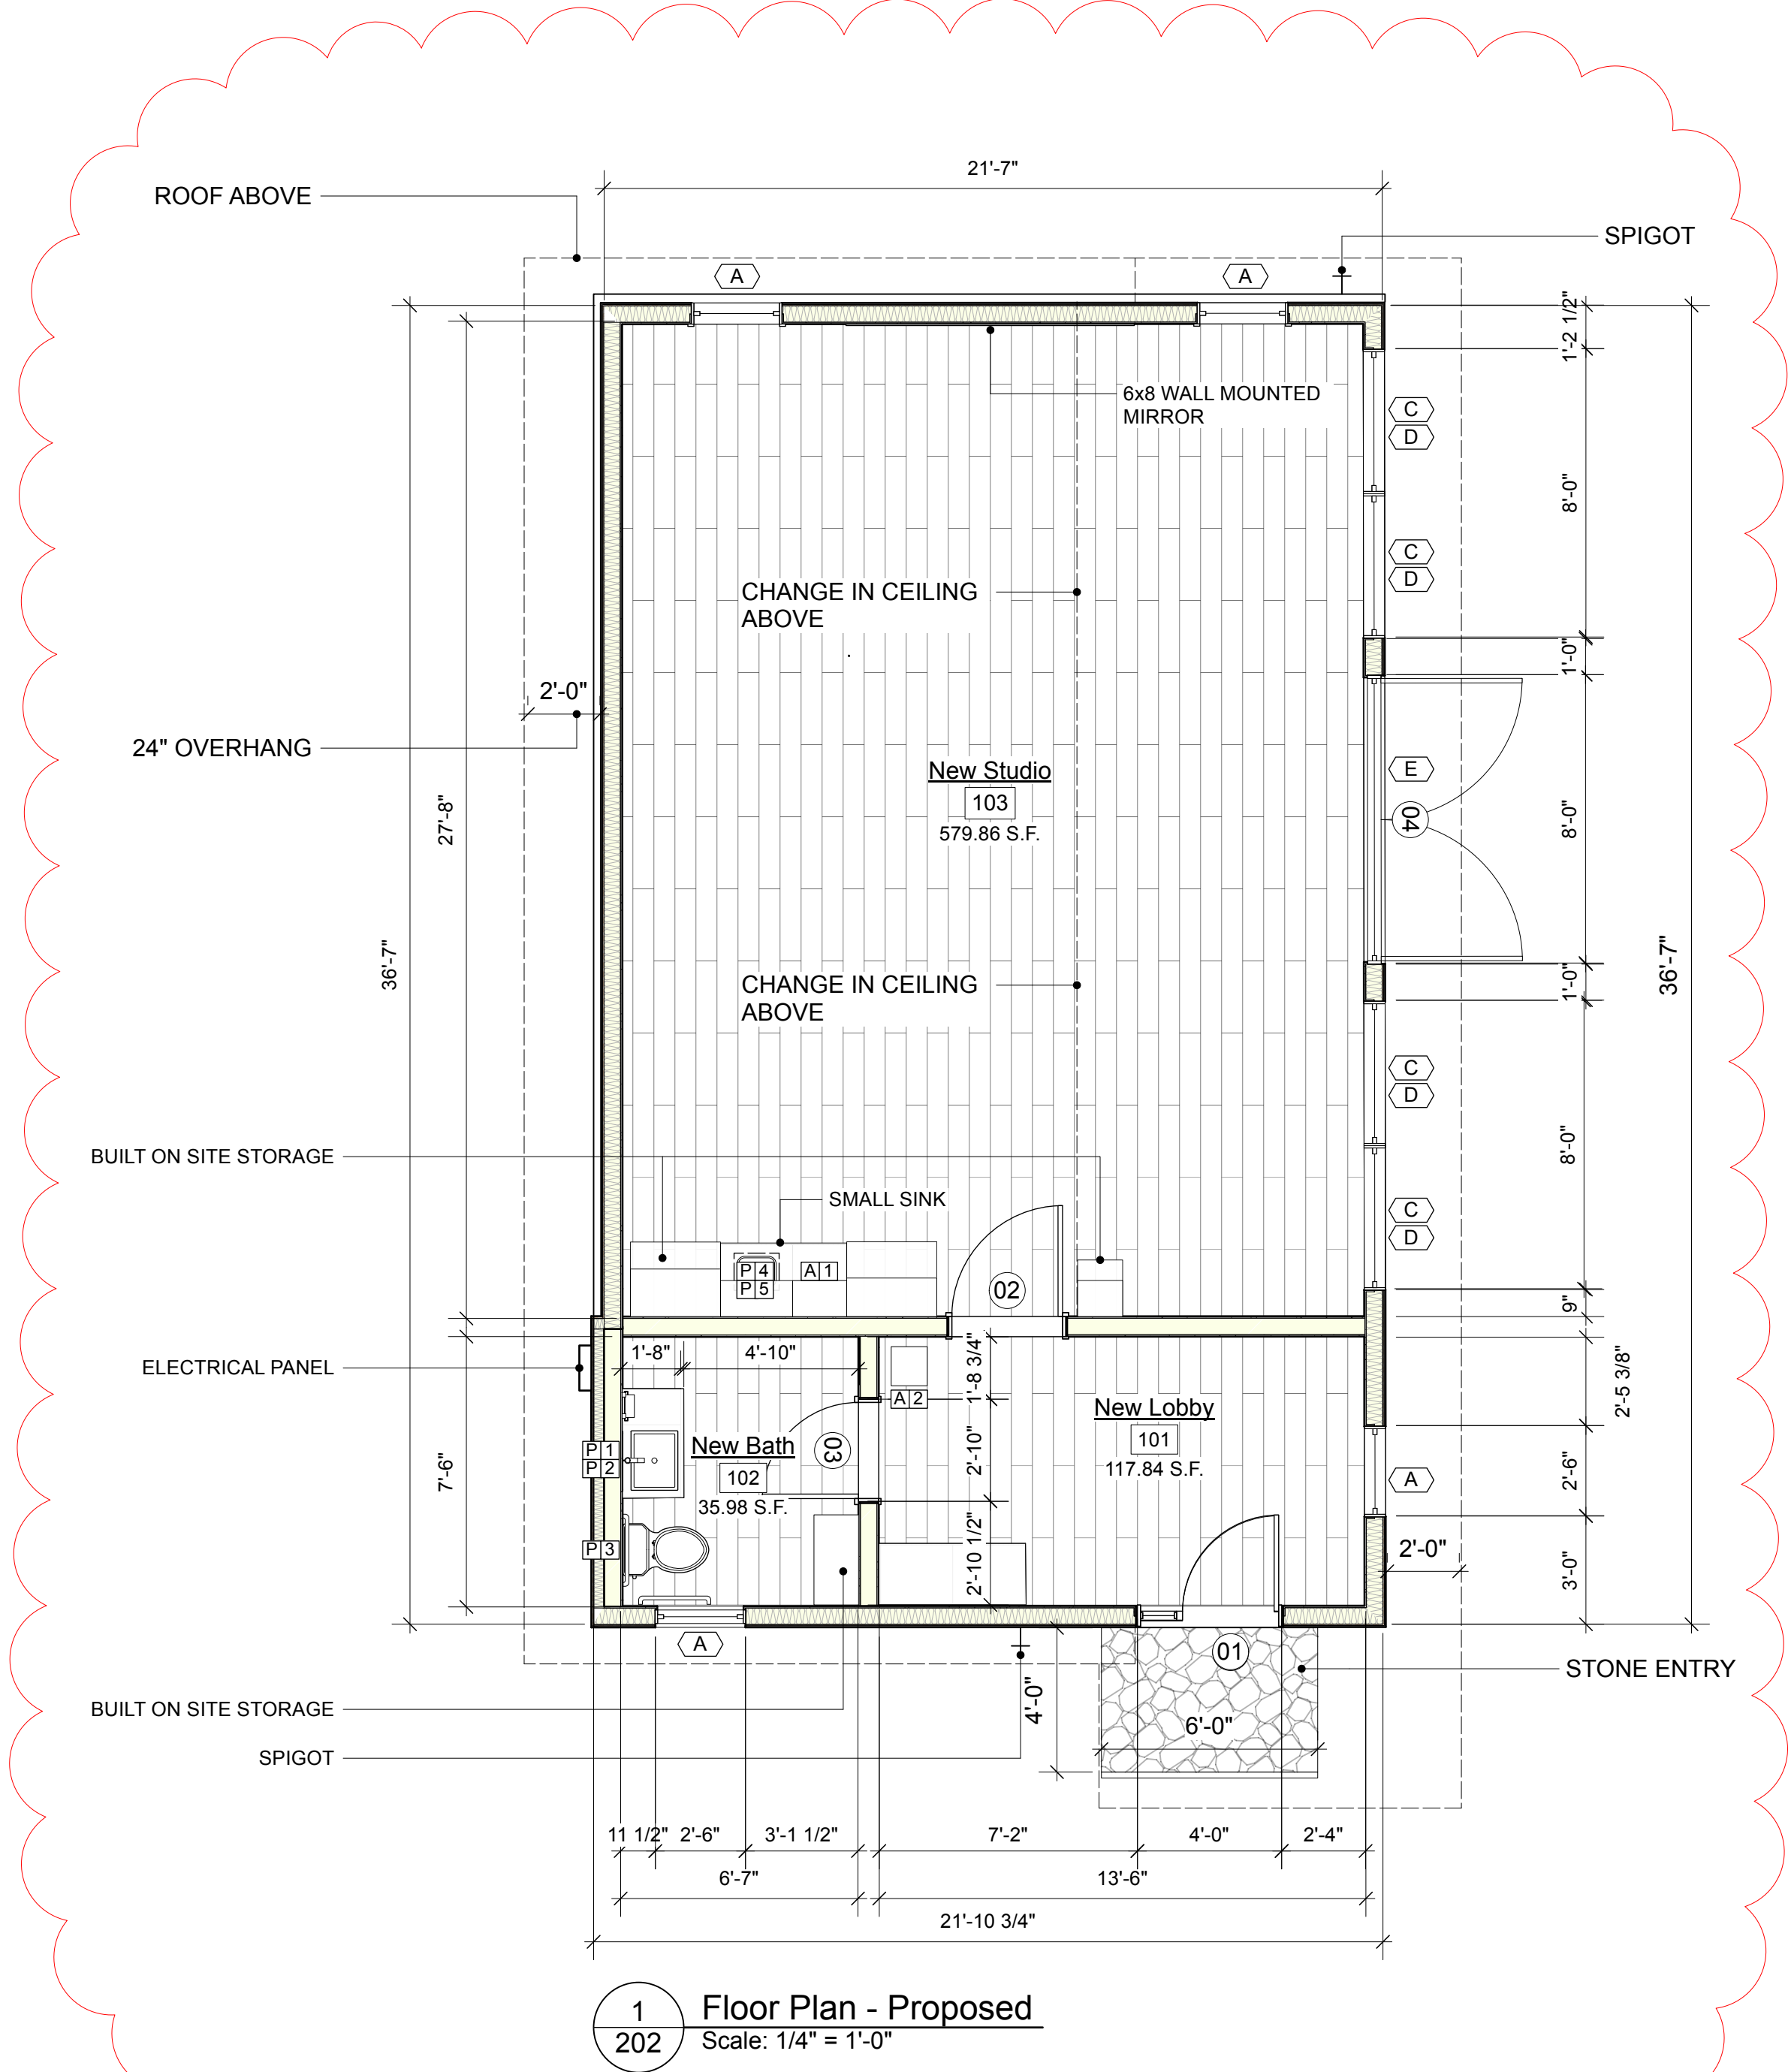 21'-7"
ROOF ABOVE
SPIGOT
A
A
1'-2 1/2"
6x8 WALL MOUNTED
MIRROR
C
D
8'-0"
C
D
CHANGE IN CEILING
ABOVE
1'-0"
2'-0"
24" OVERHANG
New Studio
103
579.86 S.F.
E
04
8'-0"
27'-8"
36'-7"
36'-7"
CHANGE IN CEILING
ABOVE
1'-0"
C
D
8'-0"
BUILT ON SITE STORAGE
SMALL SINK
C
D
P 4
P 5
A 1
02
9"
ELECTRICAL PANEL
1'-8"
4'-10"
1'-8 3/4"
2'-5 3/8"
A 2
New Lobby
101
117.84 S.F.
New Bath
102
35.98 S.F.
03
P 1
P 2
2'-10"
7'-6"
A
2'-6"
P 3
2'-10 1/2"
2'-0"
3'-0"
A
01
STONE ENTRY
4'-0"
6'-0"
BUILT ON SITE STORAGE
SPIGOT
11 1/2"
2'-6"
3'-1 1/2"
7'-2"
4'-0"
2'-4"
6'-7"
13'-6"
21'-10 3/4"
1
202
Floor Plan - Proposed
Scale: 1/4" = 1'-0"